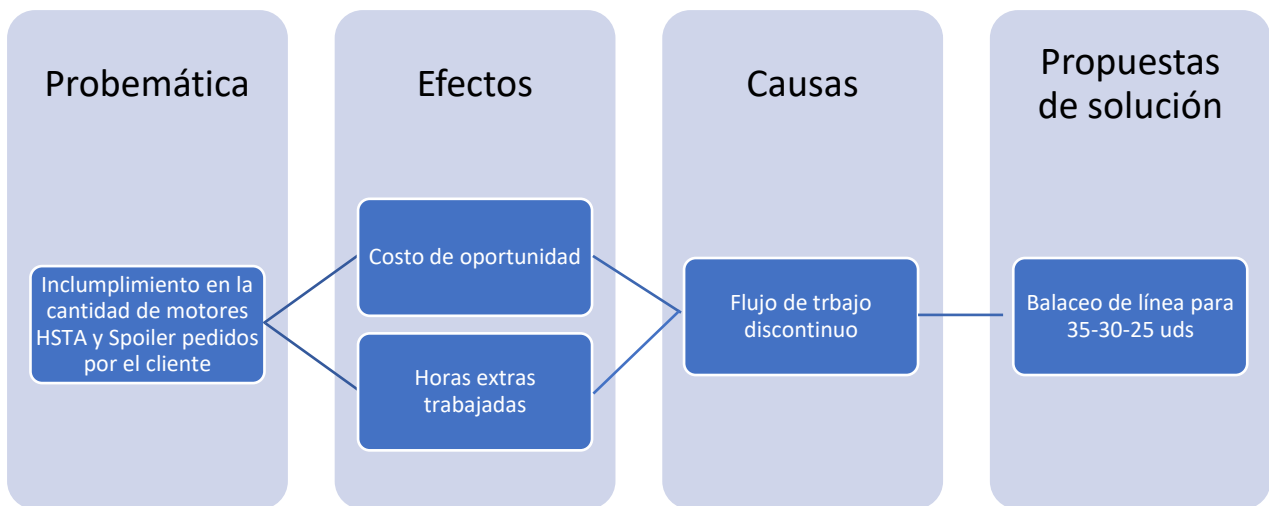 Probemática
Inclumplimiento en la
cantidad de motores
HSTA y Spoiler pedidos
por el cliente
Efectos
Costo de oportunidad
Horas extras
trabajadas
Causas
Flujo de trbajo
discontinuo
Propuestas
de solución
Balaceo de línea para
35-30-25 uds